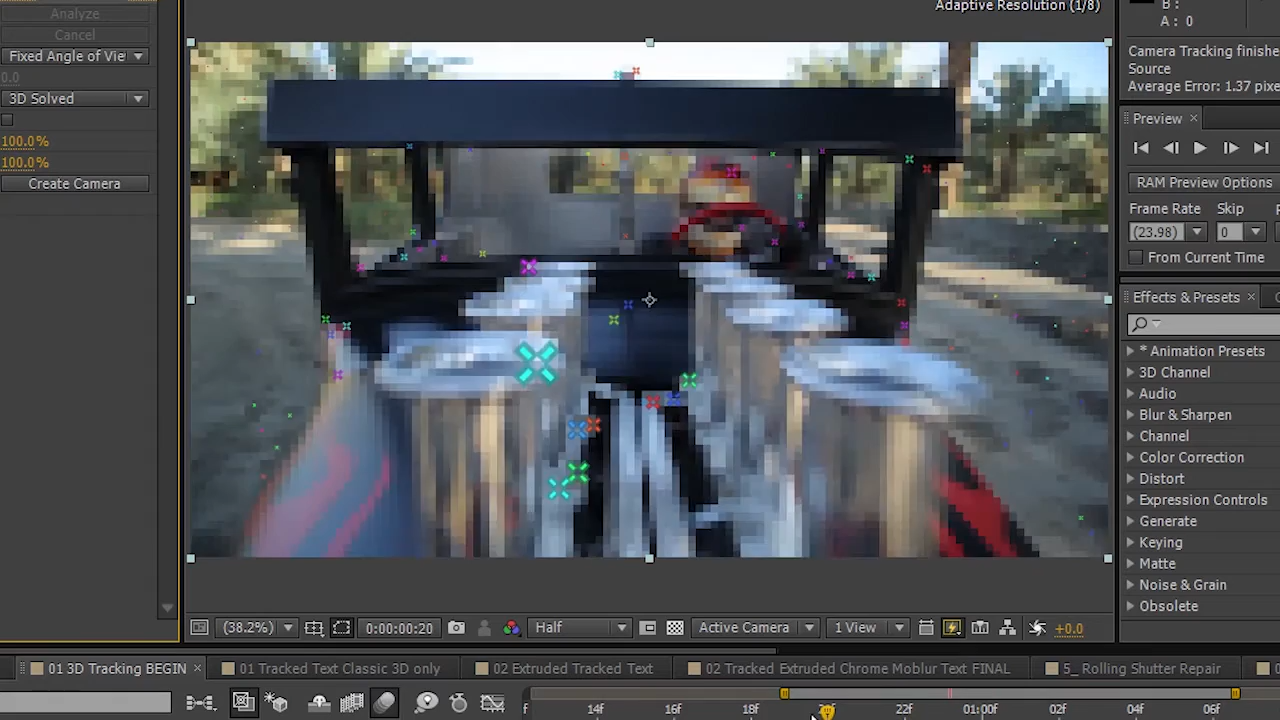 Analyze
Cancel
Fixed Angle of Vie
0.0
3D Solved
100.0%
100.0%
Create Camera
Adaptive Resolution (1/8)
B :
A : 0
Camera Tracking finishe
Source
Average Error: 1.37 pixe
Preview
RAM Preview Options
Frame Rate Skip
(23.98) 0
From Current Time
Effects & Presets
* Animation Presets
3D Channel
Audio
Blur & Sharpen
Channel
Color Correction
Distort
Expression Controls
Generate
Keying
Matte
Noise & Grain
Obsolete
(38.2%) 0:00:00:20 Half Active Camera 1 View +0.0
01 3D Tracking BEGIN 01 Tracked Text Classic 3D only 02 Extruded Tracked Text 02 Tracked Extruded Chrome Moblur Text FINAL 5_ Rolling Shutter Repair
f 14f 16f 18f 22f 01:00f 02f 04f 06f